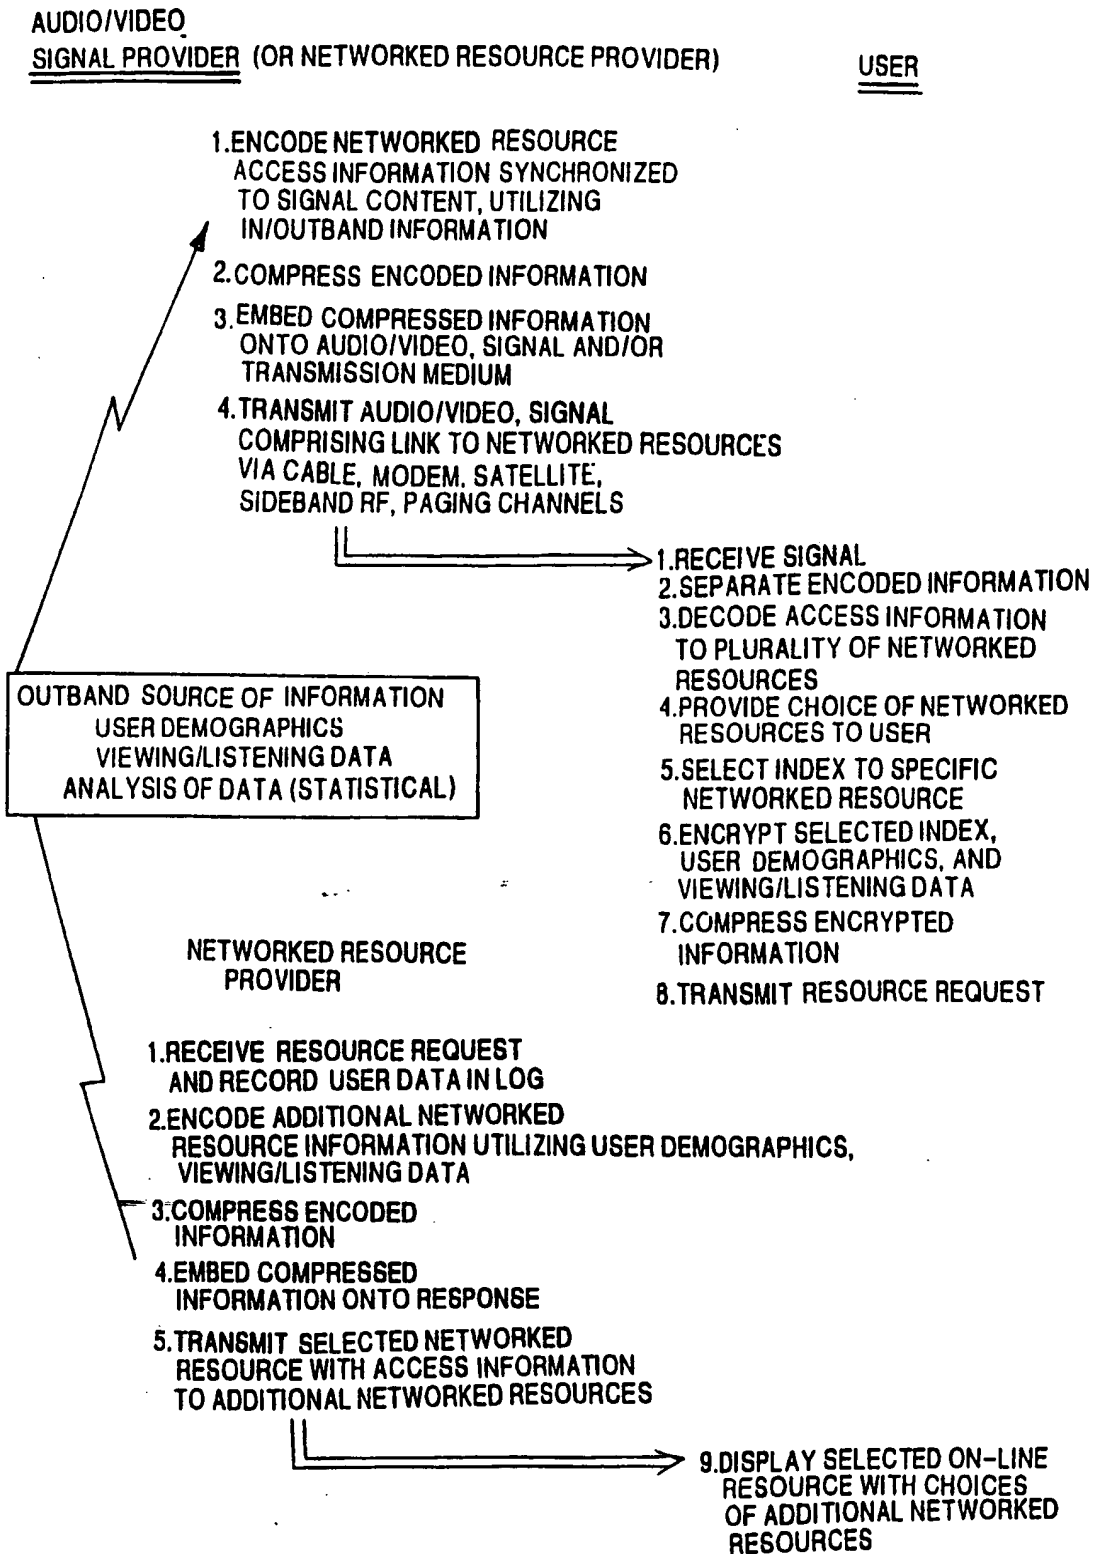 AUDIO/VIDEO
SIGNAL PROVIDER (OR NETWORKED RESOURCE PROVIDER)
USER
1.ENCODE NETWORKED RESOURCE
ACCESS INFORMATION SYNCHRONIZED
TO SIGNAL CONTENT, UTILIZING
IN/OUTBAND INFORMATION
2.COMPRESS ENCODED INFORMATION
3.EMBED COMPRESSED INFORMATION
ONTO AUDIO/VIDEO, SIGNAL AND/OR
TRANSMISSION MEDIUM
4.TRANSMIT AUDIO/VIDEO, SIGNAL
COMPRISING LINK TO NETWORKED RESOURCES
VIA CABLE, MODEM. SATELLITE,
SIDEBAND RF, PAGING CHANNELS
1.RECEIVE SIGNAL
2.SEPARATE ENCODED INFORMATION
3.DECODE ACCESS INFORMATION
TO PLURALITY OF NETWORKED
RESOURCES
4.PROVIDE CHOICE OF NETWORKED
RESOURCES TO USER
5.SELECT INDEX TO SPECIFIC
NETWORKED RESOURCE
6.ENCRYPT SELECTED INDEX,
USER DEMOGRAPHICS, AND
VIEWING/LISTENING DATA
7.COMPRESS ENCRYPTED
INFORMATION
8.TRANSMIT RESOURCE REQUEST
OUTBAND SOURCE OF INFORMATION
USER DEMOGRAPHICS
VIEWING/LISTENING DATA
ANALYSIS OF DATA (STATISTICAL)
NETWORKED RESOURCE
PROVIDER
1.RECEIVE RESOURCE REQUEST
AND RECORD USER DATA IN LOG
2.ENCODE ADDITIONAL NETWORKED
RESOURCE INFORMATION UTILIZING USER DEMOGRAPHICS,
VIEWING/LISTENING DATA
3.COMPRESS ENCODED
INFORMATION
4.EMBED COMPRESSED
INFORMATION ONTO RESPONSE
5.TRANSMIT SELECTED NETWORKED
RESOURCE WITH ACCESS INFORMATION
TO ADDITIONAL NETWORKED RESOURCES
9.DISPLAY SELECTED ON-LINE
RESOURCE WITH CHOICES
OF ADDITIONAL NETWORKED
RESOURCES